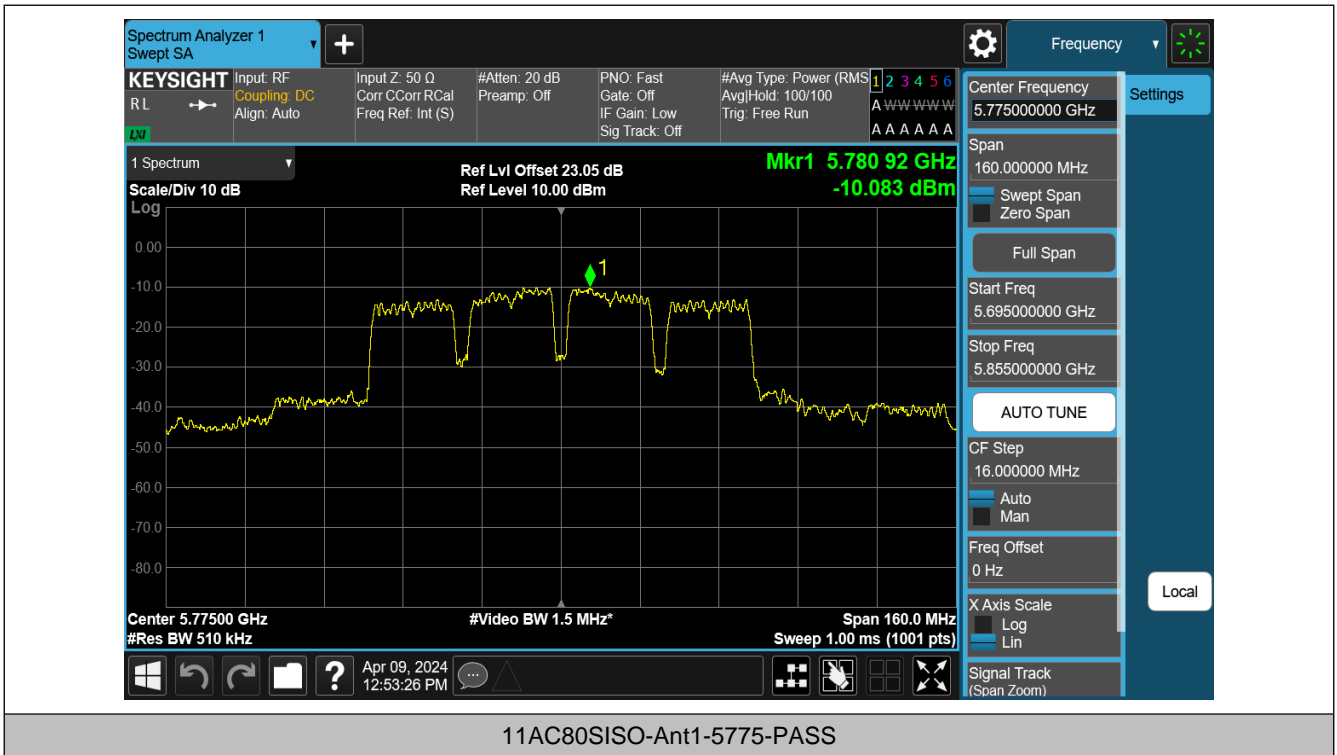 Spectrum Analyzer 1
Swept SA
Frequency
KEYSIGHT
RL
LXI
Input: RF
Coupling: DC
Align: Auto
Input Z: 50 Ω
Corr CCorr RCal
Freq Ref: Int (S)
#Atten: 20 dB
Preamp: Off
PNO: Fast
Gate: Off
IF Gain: Low
Sig Track: Off
#Avg Type: Power (RMS
Avg|Hold: 100/100
Trig: Free Run
1 2 3 4 5 6
A W W W W W
A A A A A A
1 Spectrum
Scale/Div 10 dB
Log
Ref Lvl Offset 23.05 dB
Ref Level 10.00 dBm
Mkr1 5.780 92 GHz
-10.083 dBm
1
0.00
-10.0
-20.0
-30.0
-40.0
-50.0
-60.0
-70.0
-80.0
Center 5.77500 GHz
#Res BW 510 kHz
#Video BW 1.5 MHz*
Span 160.0 MHz
Sweep 1.00 ms (1001 pts)
Center Frequency
5.775000000 GHz
Settings
Span
160.000000 MHz
Swept Span
Zero Span
Full Span
Start Freq
5.695000000 GHz
Stop Freq
5.855000000 GHz
AUTO TUNE
CF Step
16.000000 MHz
Auto
Man
Freq Offset
0 Hz
X Axis Scale
Log
Lin
Local
Signal Track
(Span Zoom)
?
Apr 09, 2024
12:53:26 PM
11AC80SISO-Ant1-5775-PASS